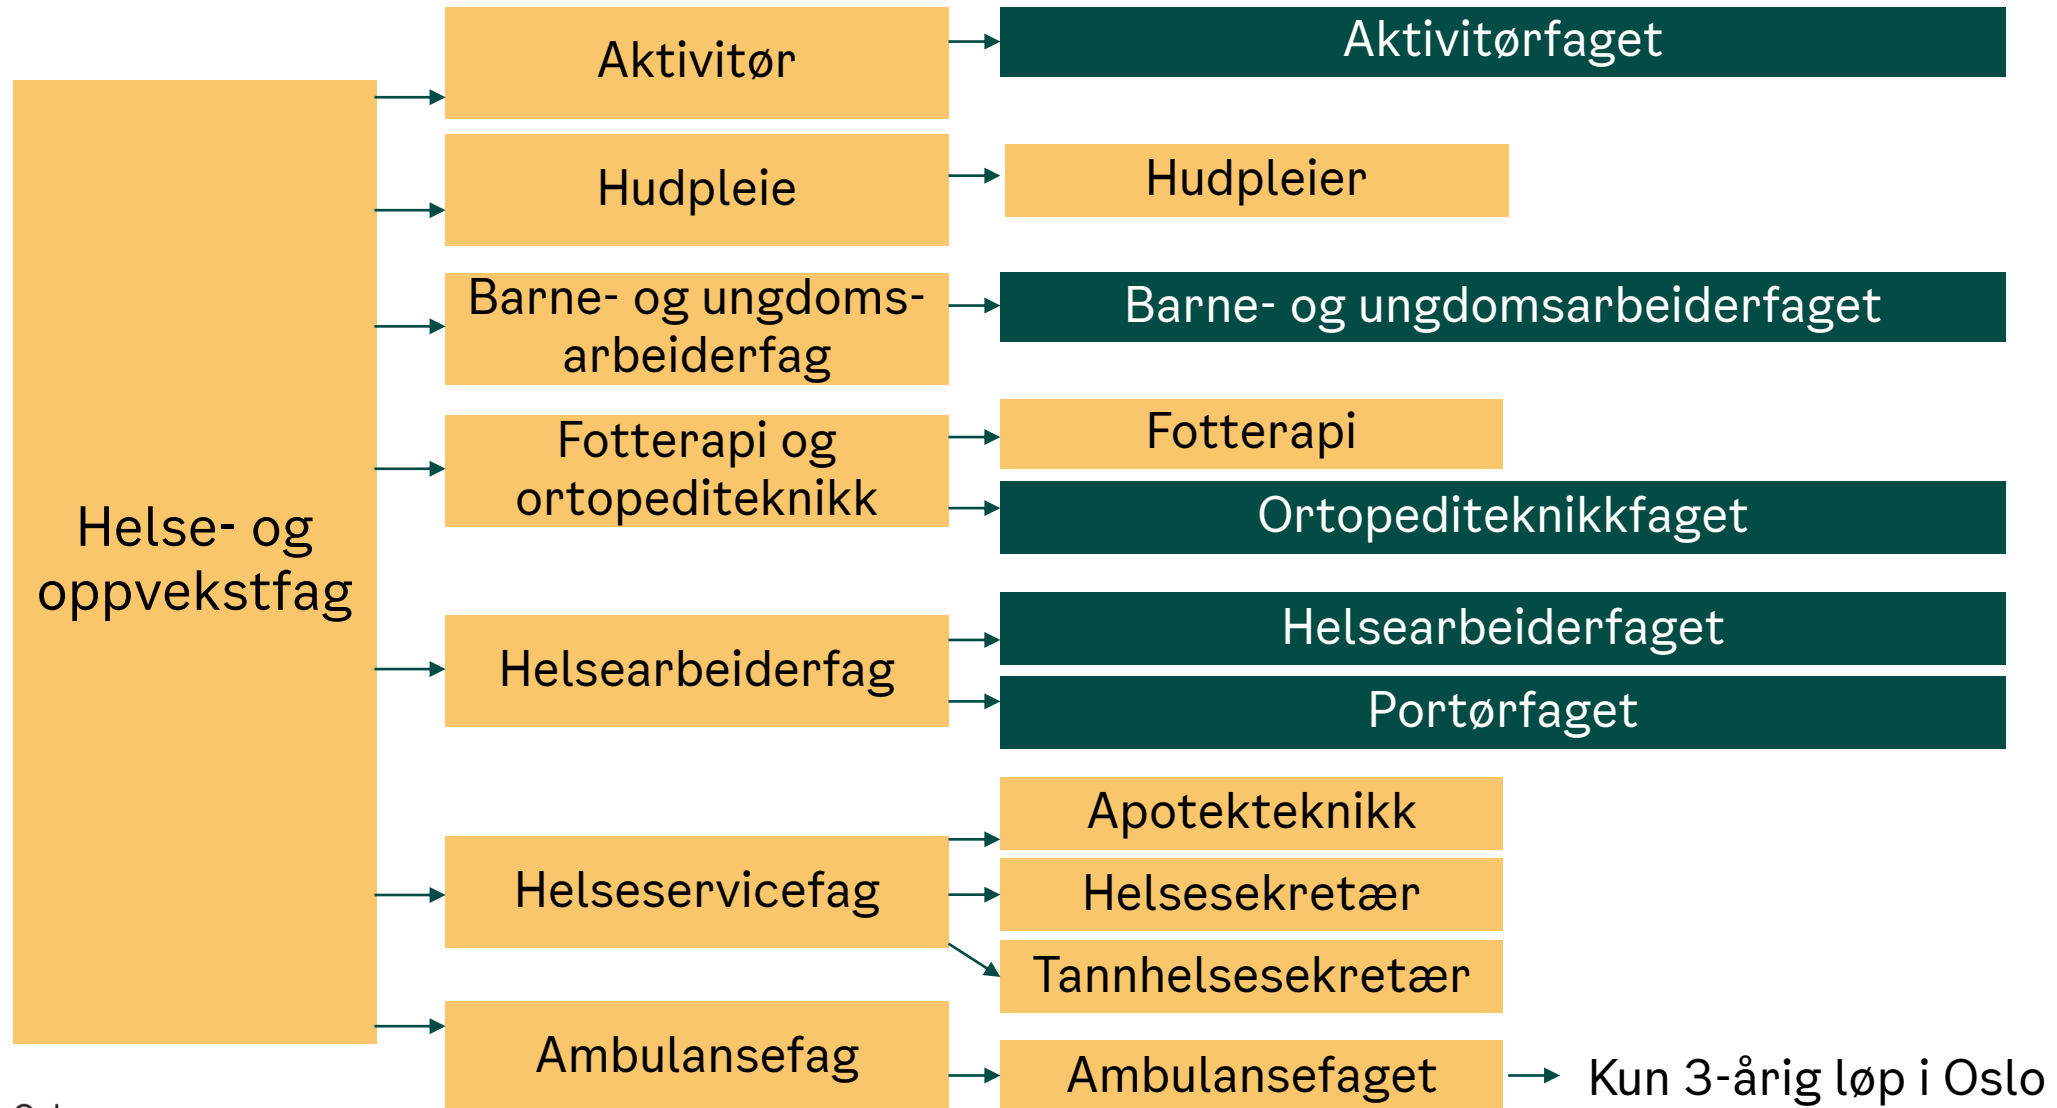 Helse- og
oppvekstfag
Aktivitør
Aktivitørfaget
Hudpleie
Hudpleier
Barne- og ungdoms-
arbeiderfag
Barne- og ungdomsarbeiderfaget
Fotterapi og
ortopediteknikk
Fotterapi
Ortopediteknikkfaget
Helsearbeiderfag
Helsearbeiderfaget
Portørfaget
Helseservicefag
Apotekteknikk
Helsesekretær
Tannhelsesekretær
Ambulansefag
Ambulansefaget
Kun 3-årig løp i Oslo